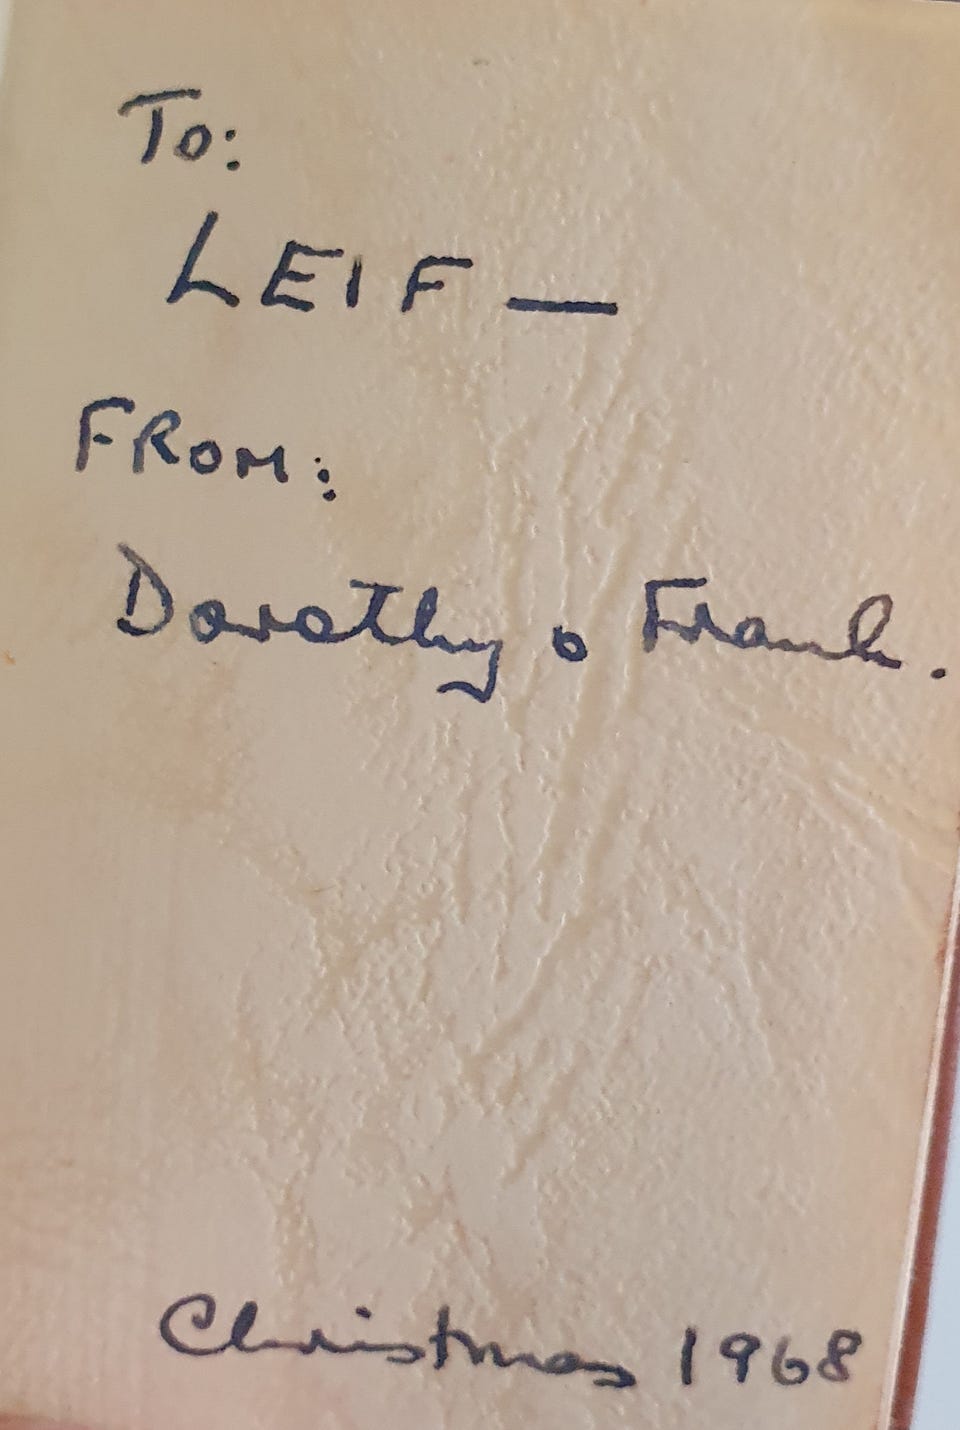 To:
LEIF —
FROM:
Dorothy o Frank.
Christmas 1968